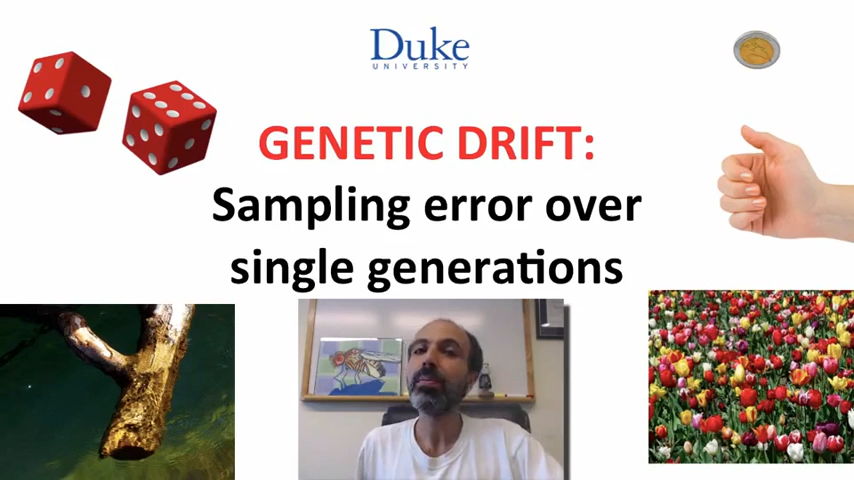 Duke
UNIVERSITY
GENETIC DRIFT:
Sampling error over
single generations